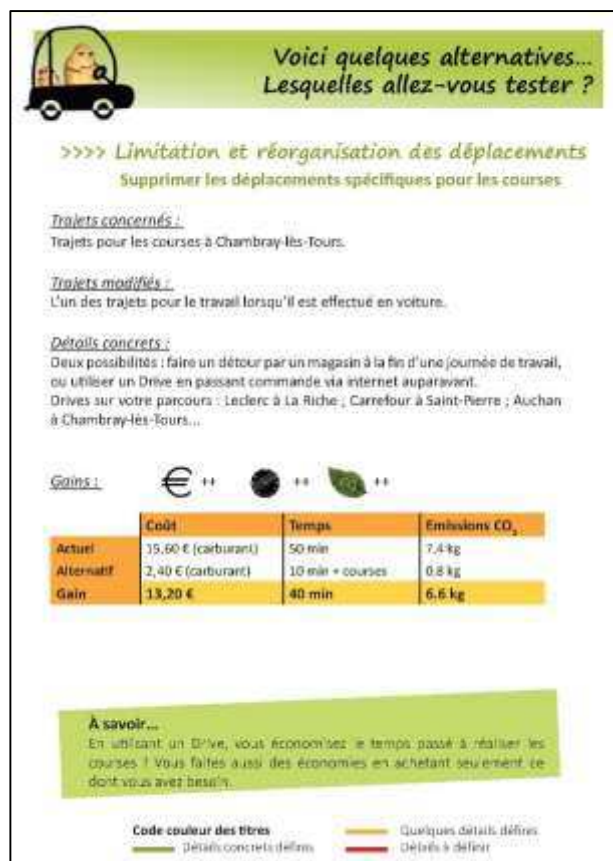 Voici quelques alternatives...
Lesquelles allez-vous tester ?
>>>> Limitation et réorganisation des déplacements
Supprimer les déplacements spécifiques pour les courses
Trajets concernés :
Trajets pour les courses à Chambray-lès-Tours.
Trajets modifiés :
L'un des trajets pour le travail lorsqu'il est effectué en voiture.
Détails concrets :
Deux possibilités : faire un détour par un magasin à la fin d'une journée de travail,
ou utiliser un Drive en passant commande via internet auparavant.
Drives sur votre parcours : Leclerc à La Riche ; Carrefour à Saint-Pierre ; Auchan
à Chambray-lès-Tours...
Gains : € ++ ++ ++
Coût Temps Emissions CO₂
Actuel 15,60 € (carburant) 50 min 7.4 kg
Alternatif 2,40 € (carburant) 10 min + courses 0.8 kg
Gain 13,20 € 40 min 6.6 kg
À savoir...
En utilisant un Drive, vous économisez le temps passé à réaliser les
courses ! Vous faites aussi des économies en achetant seulement ce
dont vous avez besoin.
Code couleur des titres
Quelques détails définis
Détails concrets définis
Détails à définir